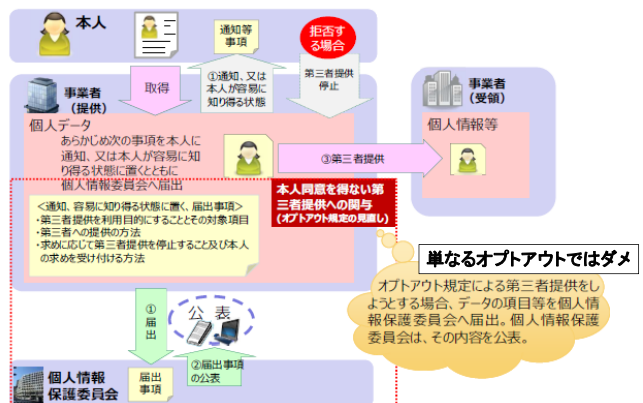 本人
通知等
事項
拒否す
る場合
事業者
（提供）
取得
①通知、又は
本人が容易に
知り得る状態
第三者提供
停止
事業者
（受領）
個人データ
あらかじめ次の事項を本人に
通知、又は本人が容易に知
り得る状態に置くとともに
個人情報委員会へ届出
③第三者提供
個人情報等
本人同意を得ない第
三者提供への関与
（オプトアウト規定の見直し）
＜通知、容易に知り得る状態に置く、届出事項＞
・第三者提供を利用目的にすることとその対象項目
・第三者への提供の方法
・求めに応じて第三者提供を停止すること及び本人
の求めを受け付ける方法
単なるオプトアウトではダメ
オプトアウト規定による第三者提供をし
ようとする場合、データの項目等を個人情
報保護委員会へ届出。個人情報保護
委員会は、その内容を公表。
①
届
出
公 表
②届出事項
の公表
個人情報
保護委員会
届出
事項